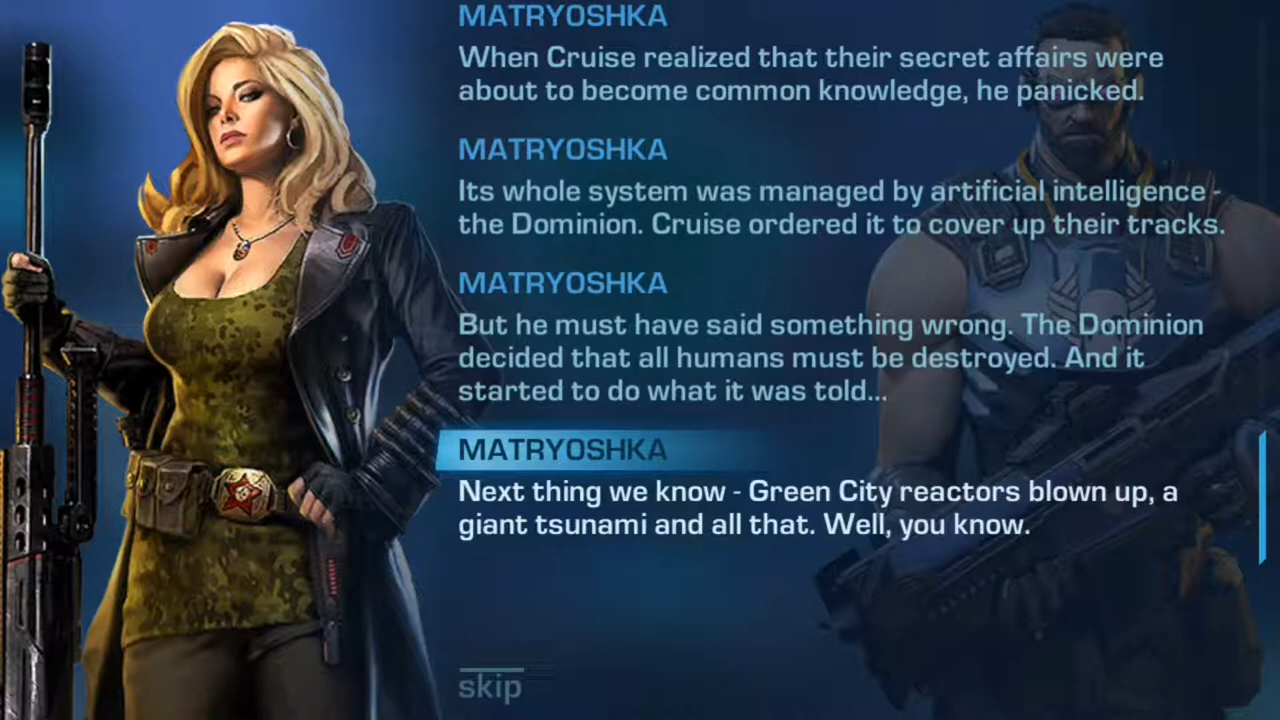 MATRYOSHKA
When Cruise realized that their secret affairs were
about to become common knowledge, he panicked.
MATRYOSHKA
Its whole system was managed by artificial intelligence -
the Dominion. Cruise ordered it to cover up their tracks.
MATRYOSHKA
But he must have said something wrong. The Dominion
decided that all humans must be destroyed. And it
started to do what it was told...
MATRYOSHKA
Next thing we know - Green City reactors blown up, a
giant tsunami and all that. Well, you know.
skip